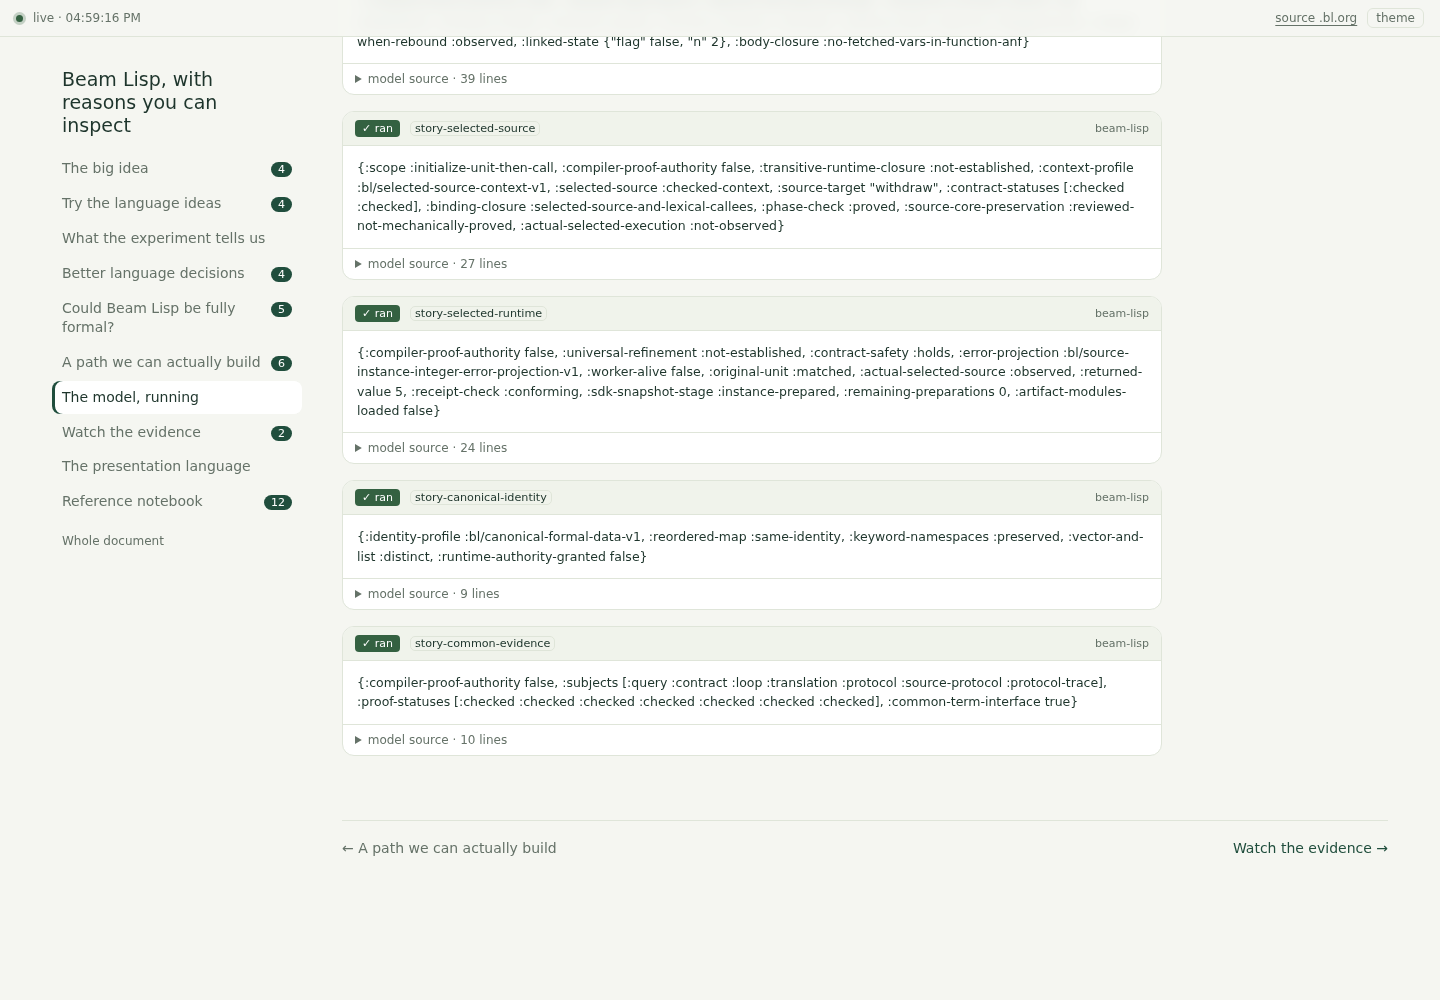 live · 04:59:16 PM
source .bl.org
theme
Beam Lisp, with
reasons you can
inspect
The big idea 4
Try the language ideas 4
What the experiment tells us
Better language decisions 4
Could Beam Lisp be fully 5
formal?
A path we can actually build 6
The model, running
Watch the evidence 2
The presentation language
Reference notebook 12
Whole document
when-rebound :observed, :linked-state {"flag" false, "n" 2}, :body-closure :no-fetched-vars-in-function-anf}
▶ model source · 39 lines
✓ ran story-selected-source beam-lisp
{:scope :initialize-unit-then-call, :compiler-proof-authority false, :transitive-runtime-closure :not-established, :context-profile
:bl/selected-source-context-v1, :selected-source :checked-context, :source-target "withdraw", :contract-statuses [:checked
:checked], :binding-closure :selected-source-and-lexical-callees, :phase-check :proved, :source-core-preservation :reviewed-
not-mechanically-proved, :actual-selected-execution :not-observed}
▶ model source · 27 lines
✓ ran story-selected-runtime beam-lisp
{:compiler-proof-authority false, :universal-refinement :not-established, :contract-safety :holds, :error-projection :bl/source-
instance-integer-error-projection-v1, :worker-alive false, :original-unit :matched, :actual-selected-source :observed, :returned-
value 5, :receipt-check :conforming, :sdk-snapshot-stage :instance-prepared, :remaining-preparations 0, :artifact-modules-
loaded false}
▶ model source · 24 lines
✓ ran story-canonical-identity beam-lisp
{:identity-profile :bl/canonical-formal-data-v1, :reordered-map :same-identity, :keyword-namespaces :preserved, :vector-and-
list :distinct, :runtime-authority-granted false}
▶ model source · 9 lines
✓ ran story-common-evidence beam-lisp
{:compiler-proof-authority false, :subjects [:query :contract :loop :translation :protocol :source-protocol :protocol-trace],
:proof-statuses [:checked :checked :checked :checked :checked :checked :checked], :common-term-interface true}
▶ model source · 10 lines
← A path we can actually build
Watch the evidence →